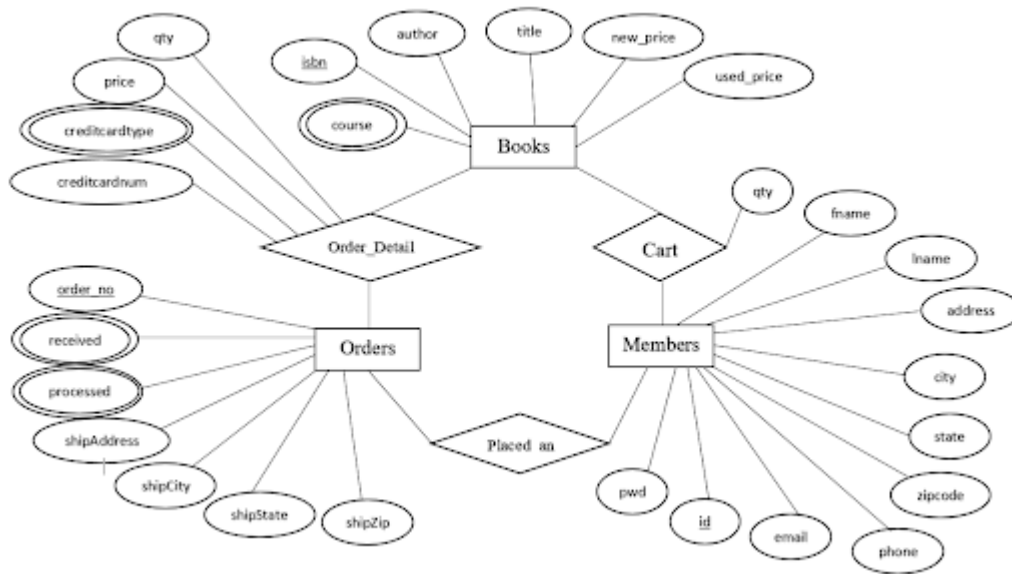 qty
author
title
new_price
isbn
price
used_price
creditcardtype
course
Books
creditcardnum
qty
fname
Order_Detail
Cart
lname
order_no
address
received
Orders
Members
city
processed
shipAddress
state
Placed an
shipCity
pwd
zipcode
shipState
shipZip
id
email
phone